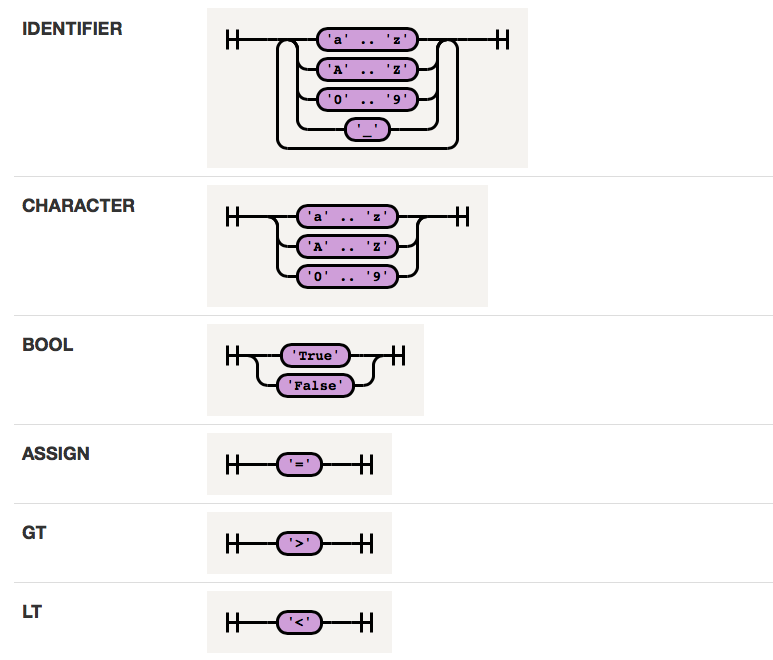 IDENTIFIER
'a' .. 'z'
'A' .. 'Z'
'0' .. '9'
'_'
CHARACTER
'a' .. 'z'
'A' .. 'Z'
'0' .. '9'
BOOL
'True'
'False'
ASSIGN
'='
GT
'>'
LT
'<'